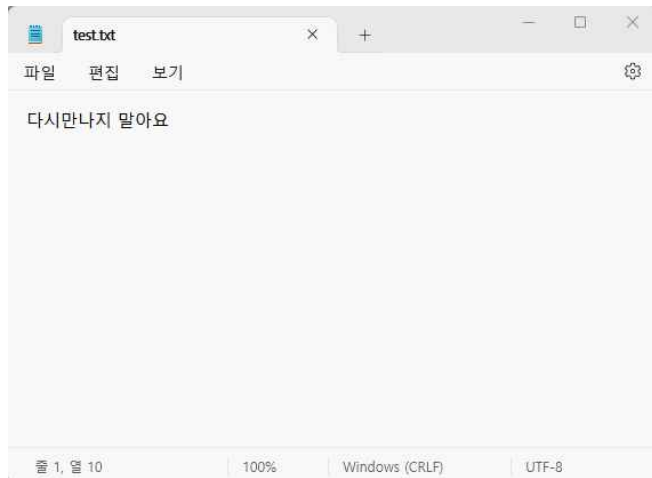 test.txt
파일 편집 보기
다시만나지 말아요
줄 1, 열 10 100% Windows (CRLF) UTF-8